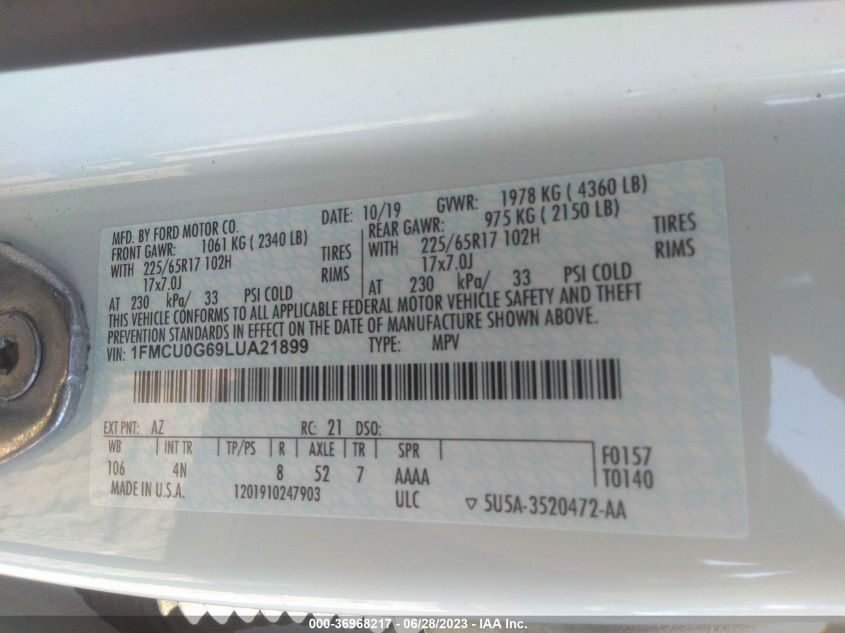 MFD. BY FORD MOTOR CO. DATE: 10/19 GVWR: 1978 KG ( 4360 LB)
FRONT GAWR: 1061 KG ( 2340 LB) REAR GAWR: 975 KG ( 2150 LB)
WITH 225/65R17 102H TIRES WITH 225/65R17 102H TIRES
17x7.0J RIMS 17x7.0J RIMS
AT 230 kPa/ 33 PSI COLD AT 230 kPa/ 33 PSI COLD
THIS VEHICLE CONFORMS TO ALL APPLICABLE FEDERAL MOTOR VEHICLE SAFETY AND THEFT
PREVENTION STANDARDS IN EFFECT ON THE DATE OF MANUFACTURE SHOWN ABOVE.
VIN: 1FMCU0G69LUA21899 TYPE: MPV
EXT PNT: AZ RC: 21 DSO:
WB INT TR TP/PS R AXLE TR SPR F0157
106 4N 8 52 7 AAAA T0140
MADE IN U.S.A. 1201910247903 ULC ▽ 5U5A-3520472-AA
000-36968217 - 06/28/2023 - IAA Inc.